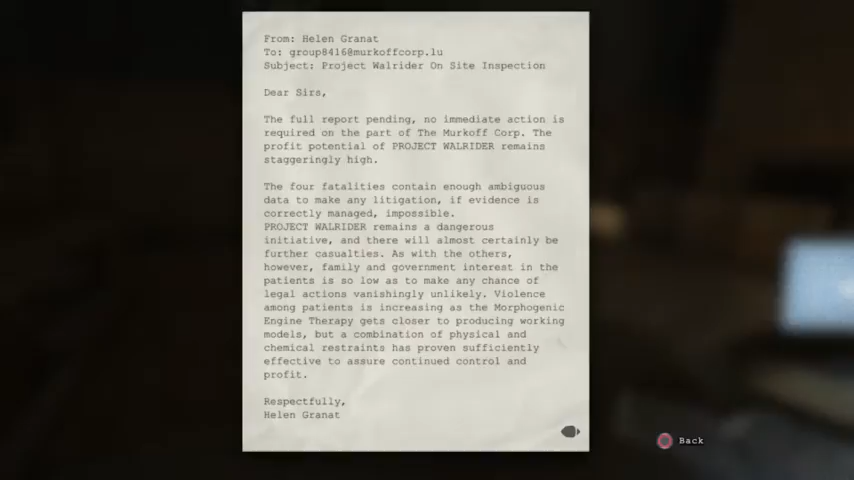 From: Helen Granat
To: group8416@murkoffcorp.lu
Subject: Project Walrider On Site Inspection
Dear Sirs,
The full report pending, no immediate action is
required on the part of The Murkoff Corp. The
profit potential of PROJECT WALRIDER remains
staggeringly high.
The four fatalities contain enough ambiguous
data to make any litigation, if evidence is
correctly managed, impossible.
PROJECT WALRIDER remains a dangerous
initiative, and there will almost certainly be
further casualties. As with the others,
however, family and government interest in the
patients is so low as to make any chance of
legal actions vanishingly unlikely. Violence
among patients is increasing as the Morphogenic
Engine Therapy gets closer to producing working
models, but a combination of physical and
chemical restraints has proven sufficiently
effective to assure continued control and
profit.
Respectfully,
Helen Granat
Back